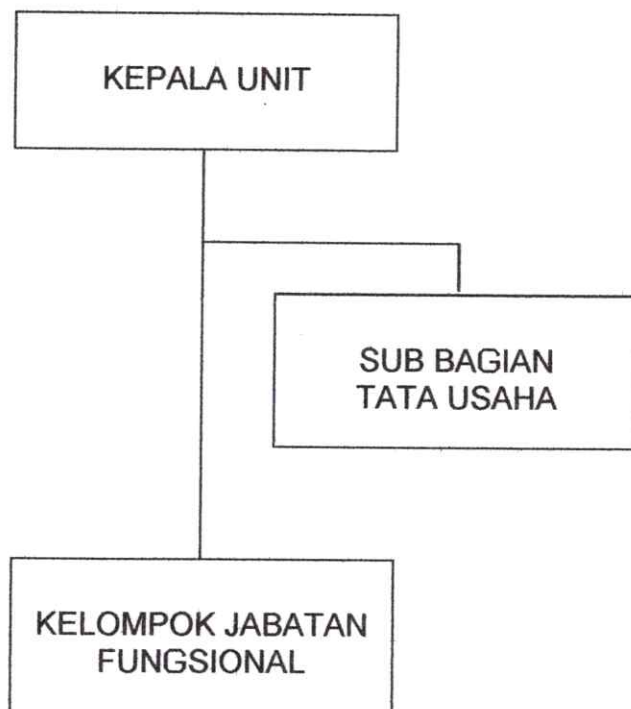 KEPALA UNIT
SUB BAGIAN
TATA USAHA
KELOMPOK JABATAN
FUNGSIONAL